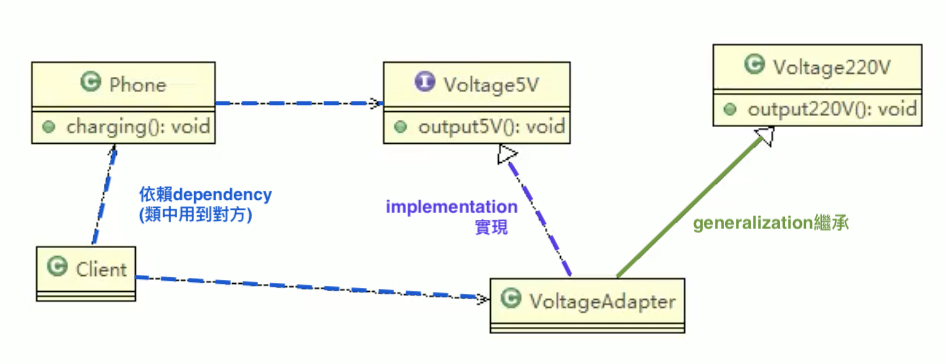 C Phone
charging(): void
I Voltage5V
output5V(): void
C Voltage220V
output220V(): void
依賴dependency
(類中用到對方)
implementation
實現
generalization繼承
C Client
C VoltageAdapter